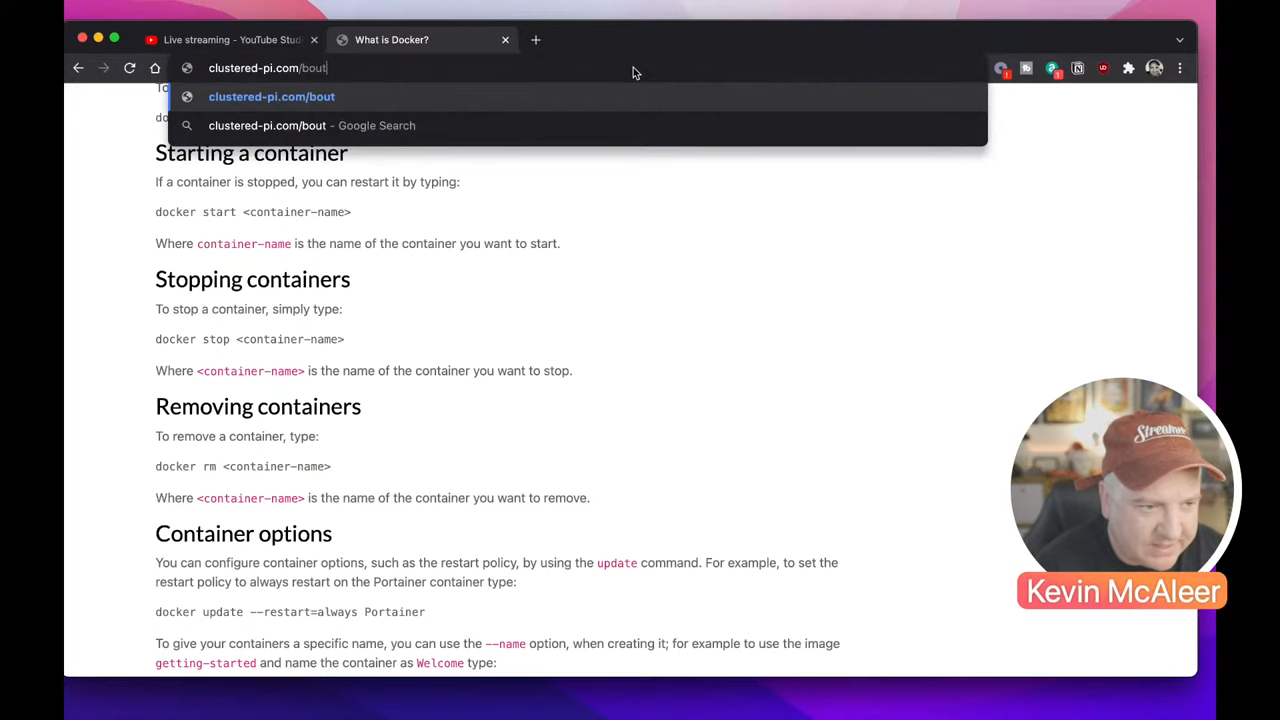 Live streaming - YouTube Stud
What is Docker?
clustered-pi.com/bout
clustered-pi.com/bout
clustered-pi.com/bout - Google Search
Starting a container
If a container is stopped, you can restart it by typing:
docker start <container-name>
Where container-name is the name of the container you want to start.
Stopping containers
To stop a container, simply type:
docker stop <container-name>
Where <container-name> is the name of the container you want to stop.
Removing containers
To remove a container, type:
docker rm <container-name>
Where <container-name> is the name of the container you want to remove.
Container options
You can configure container options, such as the restart policy, by using the update command. For example, to set the
restart policy to always restart on the Portainer container type:
docker update --restart=always Portainer
To give your containers a specific name, you can use the --name option, when creating it; for example to use the image
getting-started and name the container as Welcome type:
Streamer
Kevin McAleer